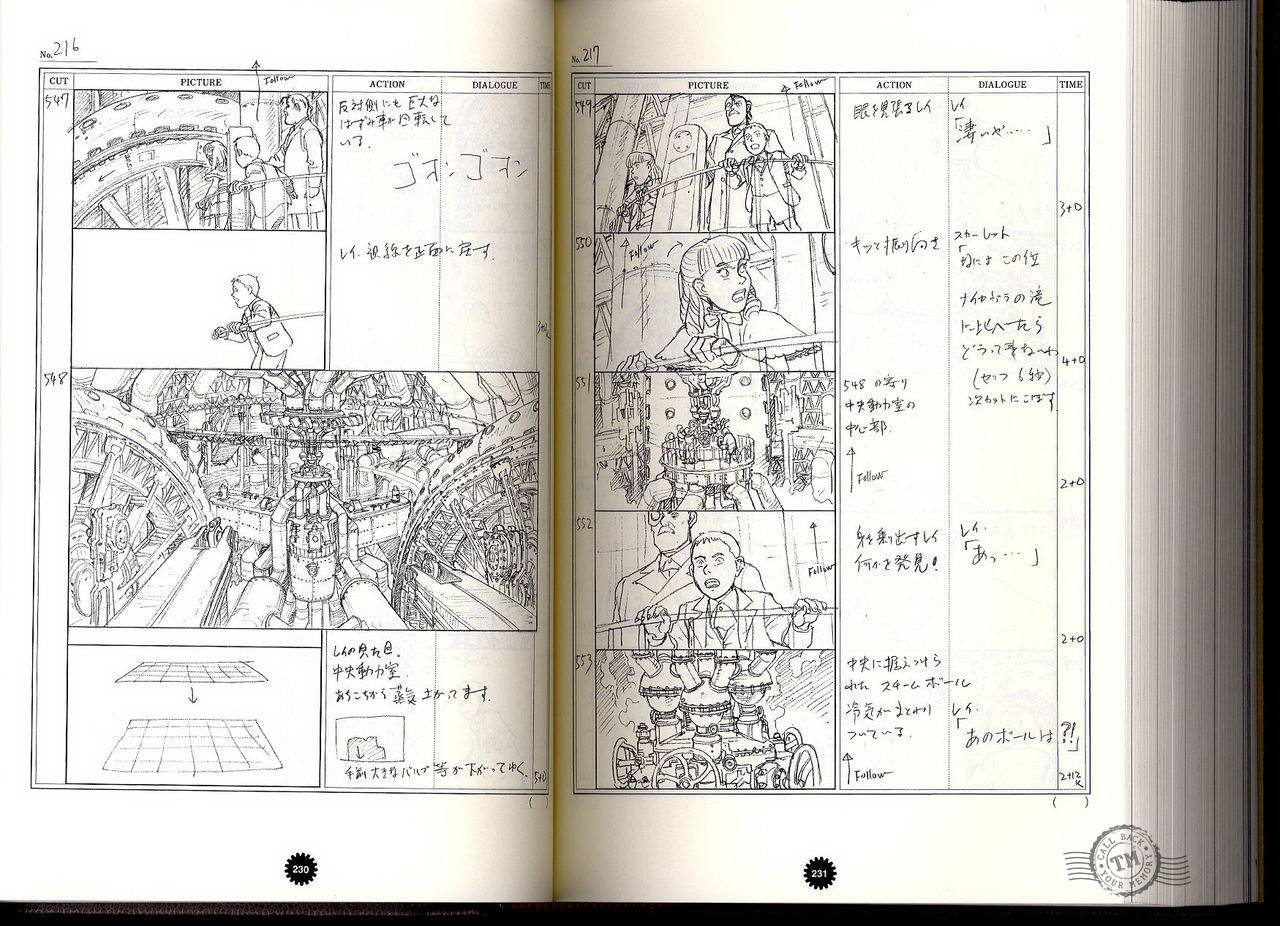 No. 216
CUT PICTURE ACTION DIALOGUE TIME
Follow
547
反対側にも巨大な
はずみ車が回転して
いる。
ゴオンゴオン
レイ、視線を正面に戻す。
548
レイの見た目。
中央動力室。
あちこちから蒸気上がってます。
手前大きなバルブ等が下がってゆく。
5+0
( )
230
No. 217
CUT PICTURE ACTION DIALOGUE TIME
549
Follow
眼を見張るレイ
レイ
「凄いや……」
3+0
550
Follow
キッと振り向き
スカーレット
「なによ この位
ナイヤガラの滝
に比べたら
どうって事ないわ
(セリフ 6秒)
次カットにこぼす
4+0
551
548の寄り
中央動力室の
中心部。
Follow
2+0
552
Follow
身を乗出すレイ
何かを発見!
レイ.
「あっ…」
2+0
553
中央に据えつけら
れた スチームボール
冷気がまとわり
ついている。
Follow
レイ.
「あのボールは?!」
2+12
K
( )
231
CALL BACK
TM
YOUR MEMORY